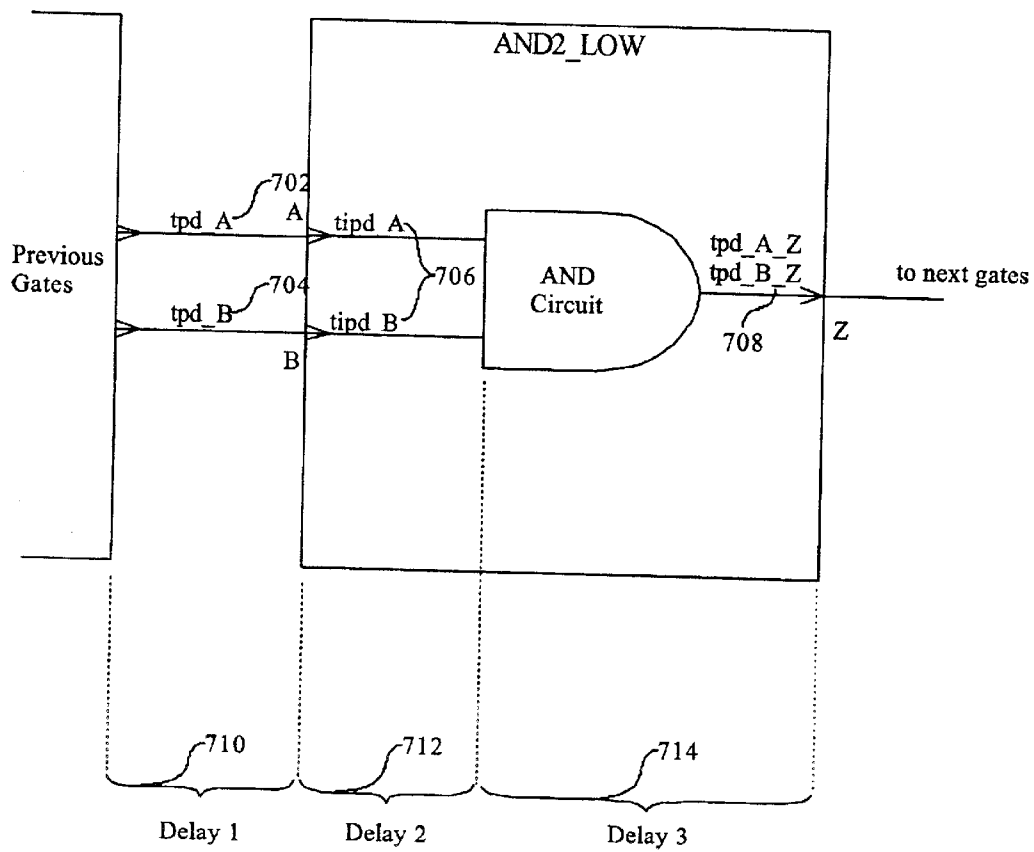 AND2_LOW
702
tpd_A
A
tipd_A
Previous
Gates
706
AND
Circuit
tpd_A_Z
tpd_B_Z
to next gates
704
tpd_B
B
tipd_B
708
Z
710
712
714
Delay 1
Delay 2
Delay 3